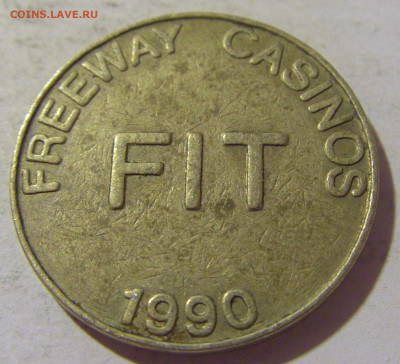 COINS.LAVE.RU
FREEWAY CASINOS
FIT
1990